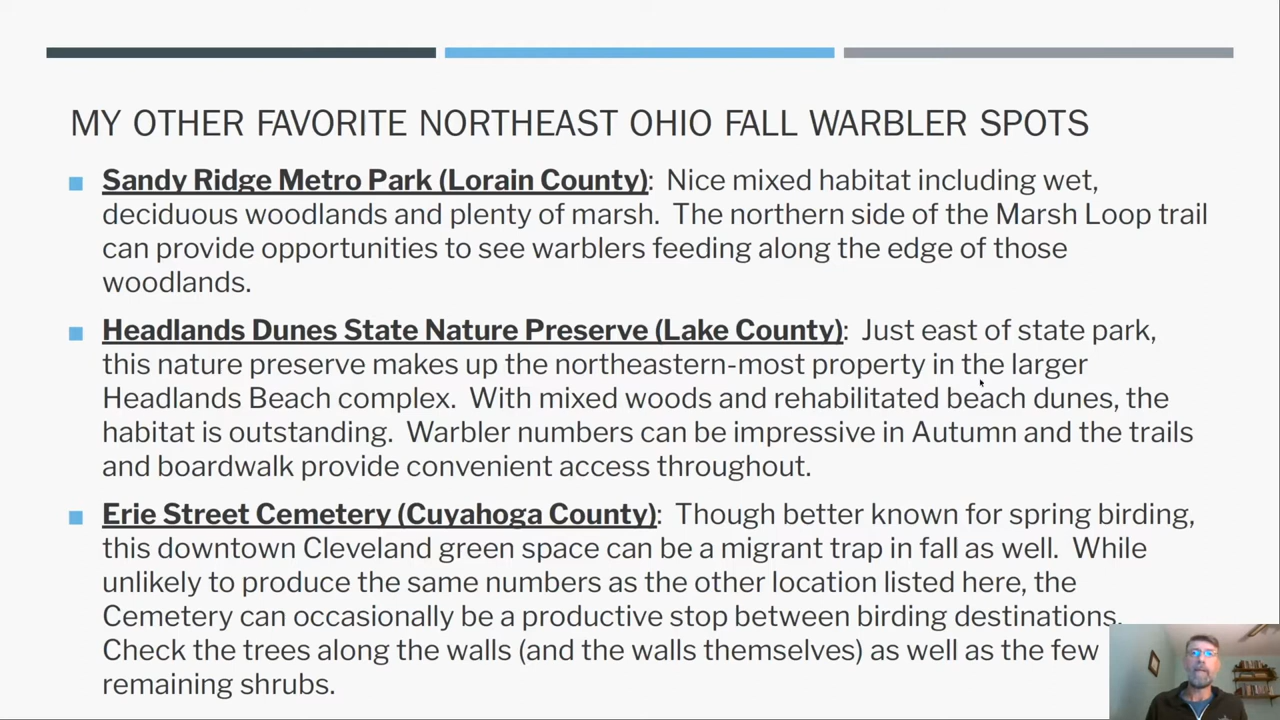 MY OTHER FAVORITE NORTHEAST OHIO FALL WARBLER SPOTS
Sandy Ridge Metro Park (Lorain County): Nice mixed habitat including wet,
deciduous woodlands and plenty of marsh. The northern side of the Marsh Loop trail
can provide opportunities to see warblers feeding along the edge of those
woodlands.
Headlands Dunes State Nature Preserve (Lake County): Just east of state park,
this nature preserve makes up the northeastern-most property in the larger
Headlands Beach complex. With mixed woods and rehabilitated beach dunes, the
habitat is outstanding. Warbler numbers can be impressive in Autumn and the trails
and boardwalk provide convenient access throughout.
Erie Street Cemetery (Cuyahoga County): Though better known for spring birding,
this downtown Cleveland green space can be a migrant trap in fall as well. While
unlikely to produce the same numbers as the other location listed here, the
Cemetery can occasionally be a productive stop between birding destinations.
Check the trees along the walls (and the walls themselves) as well as the few
remaining shrubs.